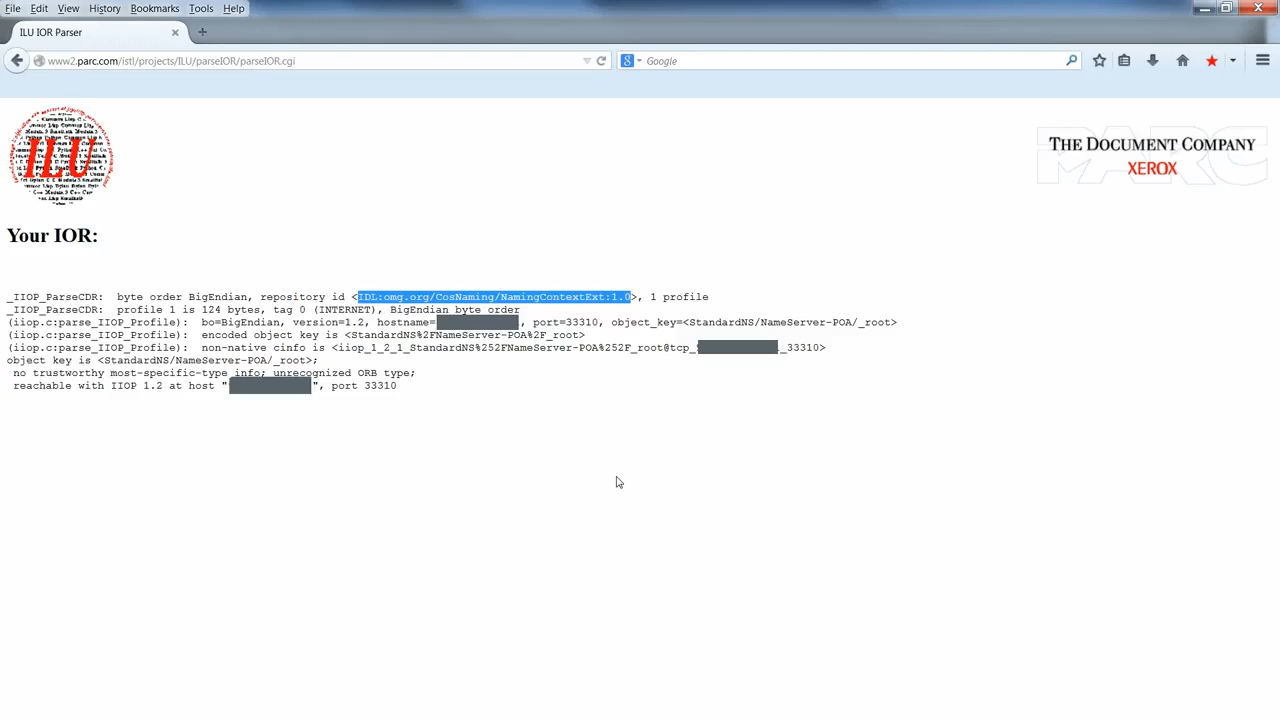 File Edit View History Bookmarks Tools Help
ILU IOR Parser
www2.parc.com/istl/projects/ILU/parseIOR/parseIOR.cgi
Google
ILU
PARC
THE DOCUMENT COMPANY
XEROX
Your IOR:
_IIOP_ParseCDR: byte order BigEndian, repository id <IDL:omg.org/CosNaming/NamingContextExt:1.0>, 1 profile
_IIOP_ParseCDR: profile 1 is 124 bytes, tag 0 (INTERNET), BigEndian byte order
(iiop.c:parse_IIOP_Profile): bo=BigEndian, version=1.2, hostname= , port=33310, object_key=<StandardNS/NameServer-POA/_root>
(iiop.c:parse_IIOP_Profile): encoded object key is <StandardNS%2FNameServer-POA%2F_root>
(iiop.c:parse_IIOP_Profile): non-native cinfo is <iiop_1_2_1_StandardNS%252FNameServer-POA%252F_root@tcp_ _33310>
object key is <StandardNS/NameServer-POA/_root>;
no trustworthy most-specific-type info; unrecognized ORB type;
reachable with IIOP 1.2 at host " ", port 33310